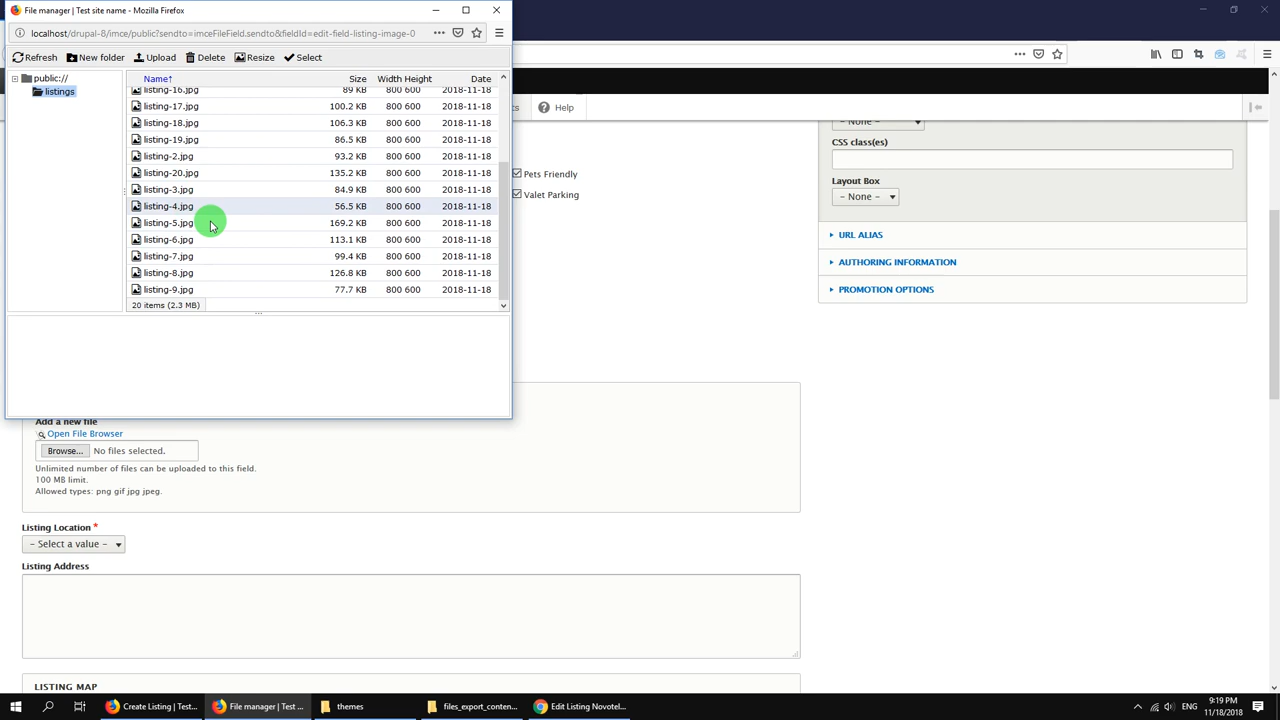 File manager | Test site name - Mozilla Firefox
localhost/drupal-8/imce/public?sendto=imceFileField.sendto&fieldId=edit-field-listing-image-0
Refresh New folder Upload Delete Resize Select
public://
listings
Name↑ Size Width Height Date
listing-16.jpg 89 KB 800 600 2018-11-18
listing-17.jpg 100.2 KB 800 600 2018-11-18
listing-18.jpg 106.3 KB 800 600 2018-11-18
listing-19.jpg 86.5 KB 800 600 2018-11-18
listing-2.jpg 93.2 KB 800 600 2018-11-18
listing-20.jpg 135.2 KB 800 600 2018-11-18
listing-3.jpg 84.9 KB 800 600 2018-11-18
listing-4.jpg 56.5 KB 800 600 2018-11-18
listing-5.jpg 169.2 KB 800 600 2018-11-18
listing-6.jpg 113.1 KB 800 600 2018-11-18
listing-7.jpg 99.4 KB 800 600 2018-11-18
listing-8.jpg 126.8 KB 800 600 2018-11-18
listing-9.jpg 77.7 KB 800 600 2018-11-18
20 items (2.3 MB)
Help
Pets Friendly
Valet Parking
- None -
CSS class(es)
Layout Box
- None -
URL ALIAS
AUTHORING INFORMATION
PROMOTION OPTIONS
Add a new file
Open File Browser
Browse... No files selected.
Unlimited number of files can be uploaded to this field.
100 MB limit.
Allowed types: png gif jpg jpeg.
Listing Location *
- Select a value -
Listing Address
LISTING MAP
Create Listing | Test... File manager | Test ... themes files_export_conten... Edit Listing Novotel...
9:19 PM
11/18/2018